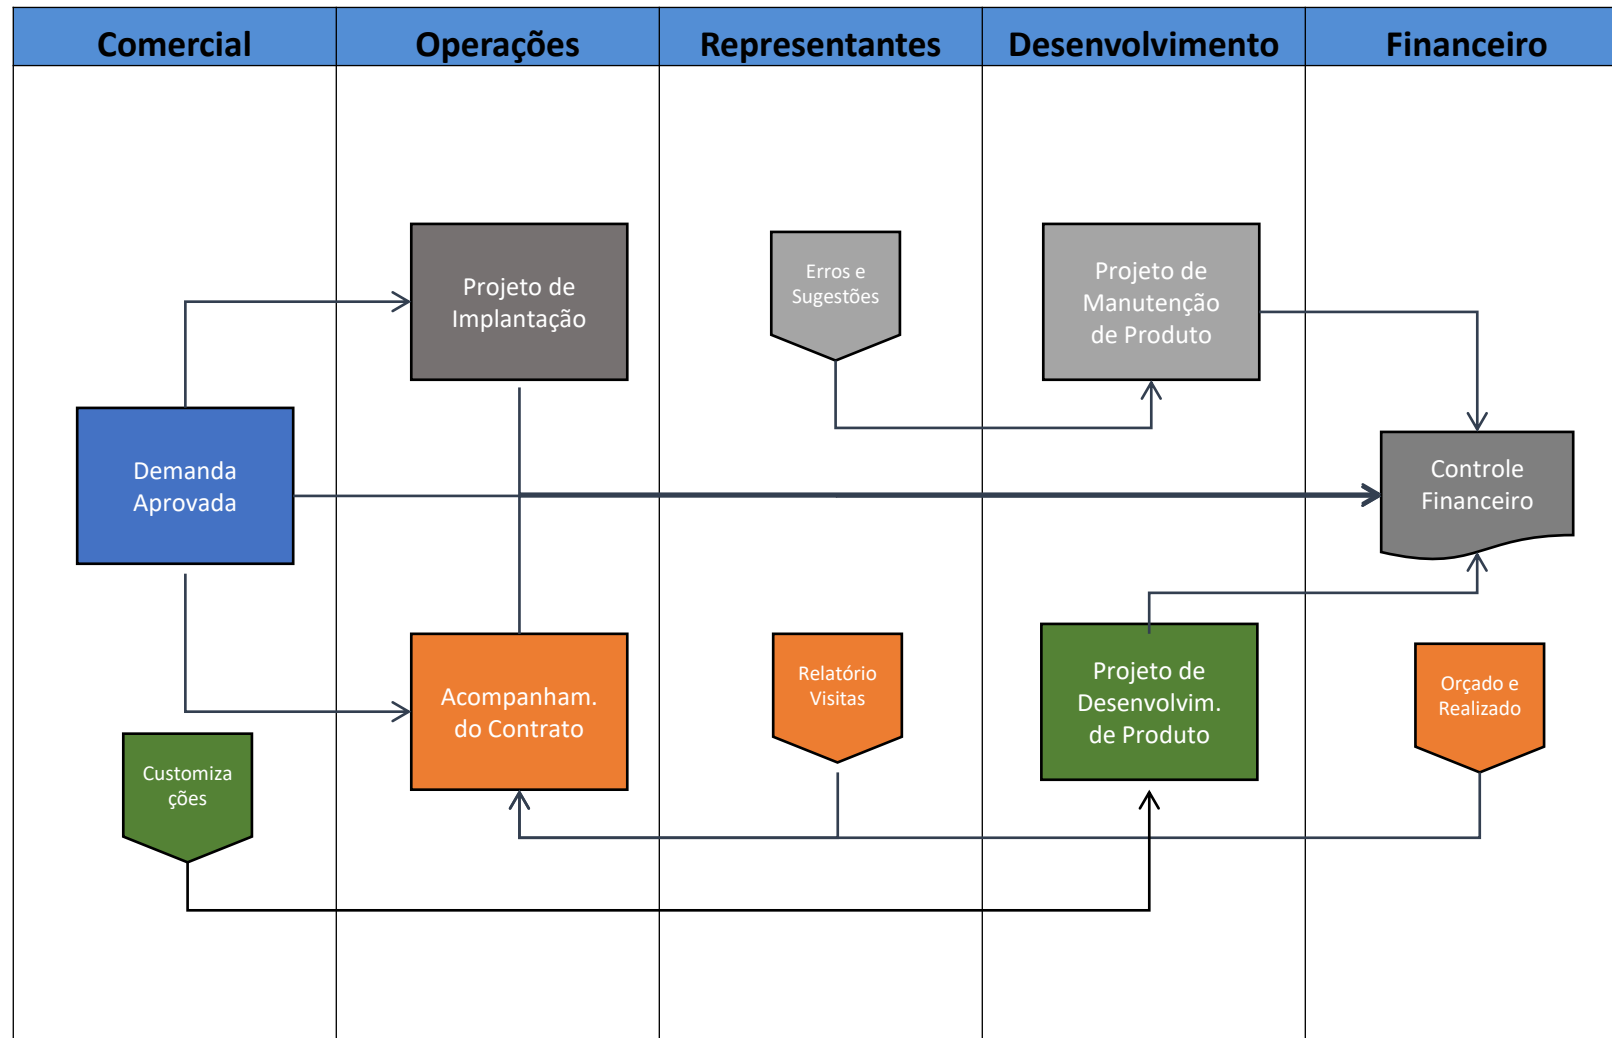 Comercial
Operações
Representantes
Desenvolvimento
Financeiro
Projeto de
Implantação
Erros e
Sugestões
Projeto de
Manutenção
de Produto
Demanda
Aprovada
Controle
Financeiro
Acompanham.
do Contrato
Relatório
Visitas
Projeto de
Desenvolvim.
de Produto
Orçado e
Realizado
Customiza
ções